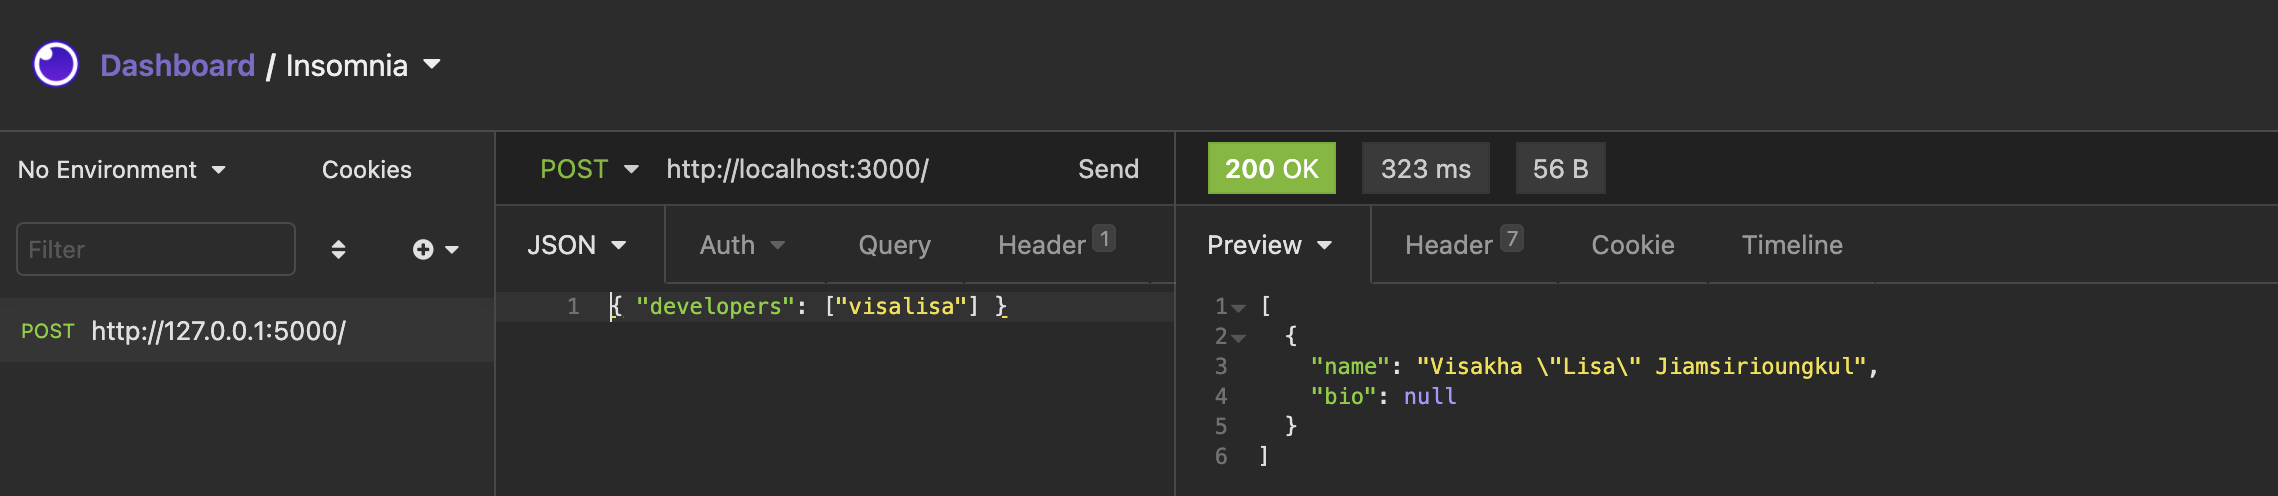 Dashboard / Insomnia
No Environment
Cookies
Filter
POST http://127.0.0.1:5000/
POST http://localhost:3000/ Send
JSON Auth Query Header 1
1 { "developers": ["visalisa"] }
200 OK 323 ms 56 B
Preview Header 7 Cookie Timeline
1 [
2 {
3 "name": "Visakha \"Lisa\" Jiamsirioungkul",
4 "bio": null
5 }
6 ]